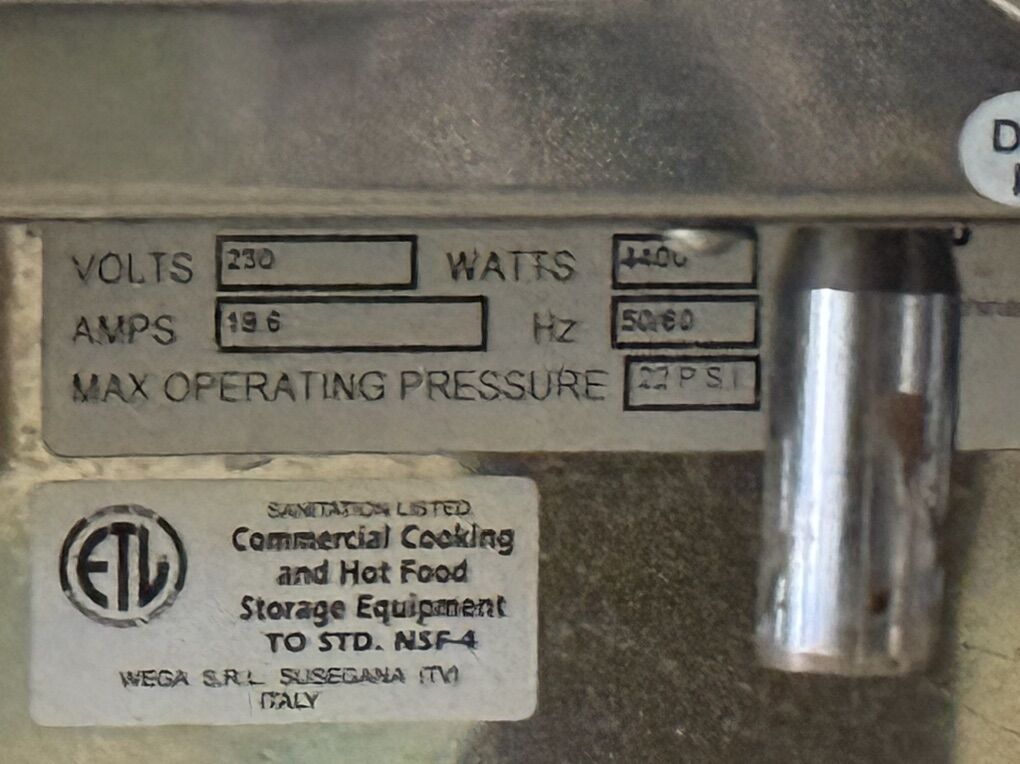 VOLTS 230 WATTS 4400
AMPS 19.6 Hz 50/60
MAX OPERATING PRESSURE 22 P.S.I
ETL
SANITATION LISTED
Commercial Cooking
and Hot Food
Storage Equipment
TO STD. NSF-4
WEGA S.R.L. SUSEGANA (TV)
ITALY